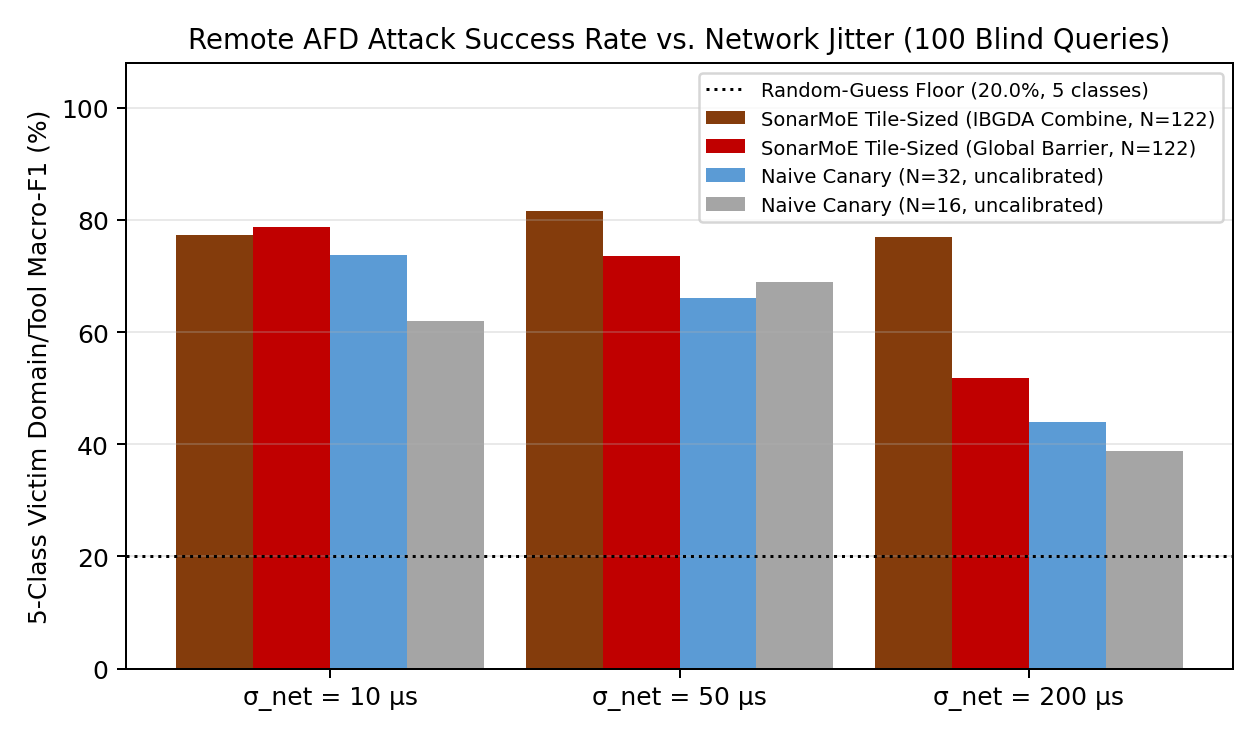 Remote AFD Attack Success Rate vs. Network Jitter (100 Blind Queries)
5-Class Victim Domain/Tool Macro-F1 (%)
100
80
60
40
20
0
Random-Guess Floor (20.0%, 5 classes)
SonarMoE Tile-Sized (IBGDA Combine, N=122)
SonarMoE Tile-Sized (Global Barrier, N=122)
Naive Canary (N=32, uncalibrated)
Naive Canary (N=16, uncalibrated)
σ_net = 10 μs
σ_net = 50 μs
σ_net = 200 μs